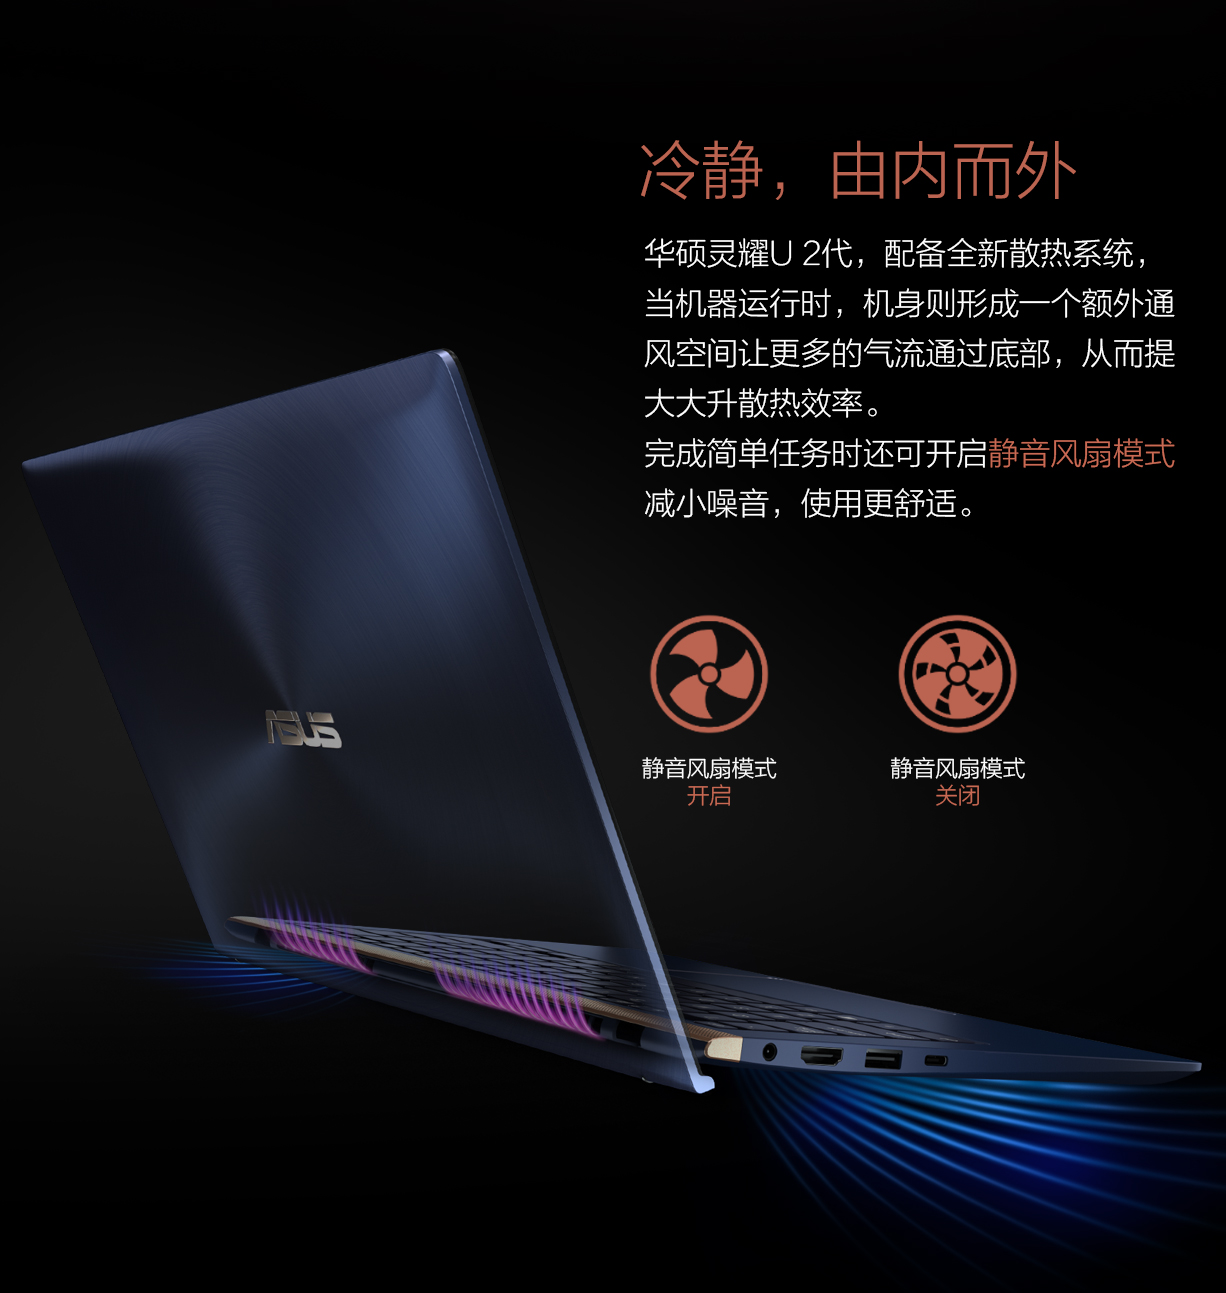 冷静，由内而外
华硕灵耀U 2代，配备全新散热系统，
当机器运行时，机身则形成一个额外通
风空间让更多的气流通过底部，从而提
大大升散热效率。
完成简单任务时还可开启静音风扇模式
减小噪音，使用更舒适。
静音风扇模式
开启
静音风扇模式
关闭
ASUS